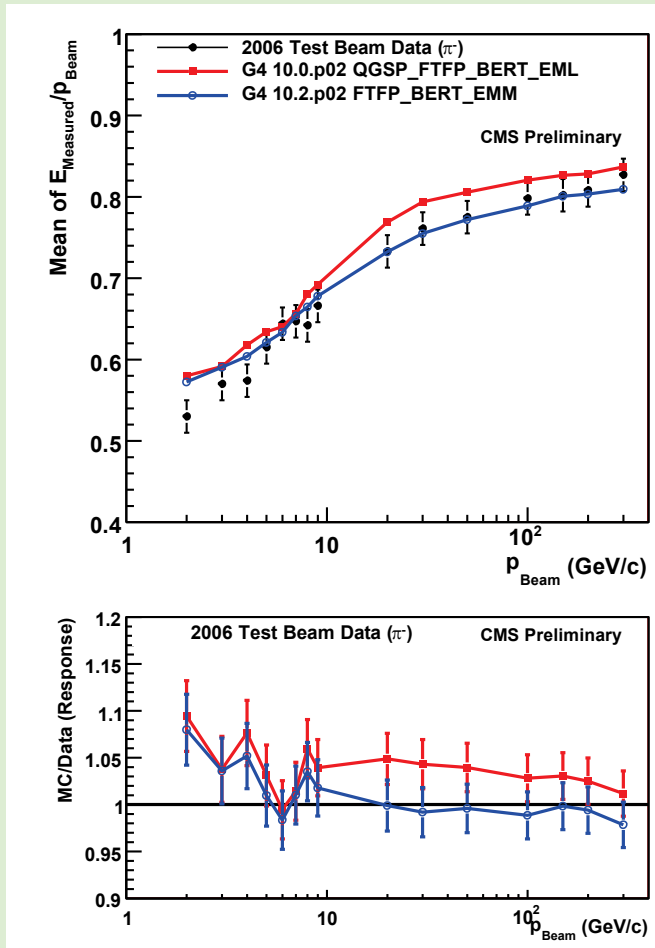 1
2006 Test Beam Data (π-)
G4 10.0.p02 QGSP_FTFP_BERT_EML
G4 10.2.p02 FTFP_BERT_EMM
CMS Preliminary
0.9
0.8
0.7
0.6
0.5
0.4
Mean of E_Measured/p_Beam
1
10
10²
p_Beam (GeV/c)
1.2
2006 Test Beam Data (π-)
CMS Preliminary
1.15
1.1
1.05
1
0.95
0.9
MC/Data (Response)
1
10
10²
p_Beam (GeV/c)